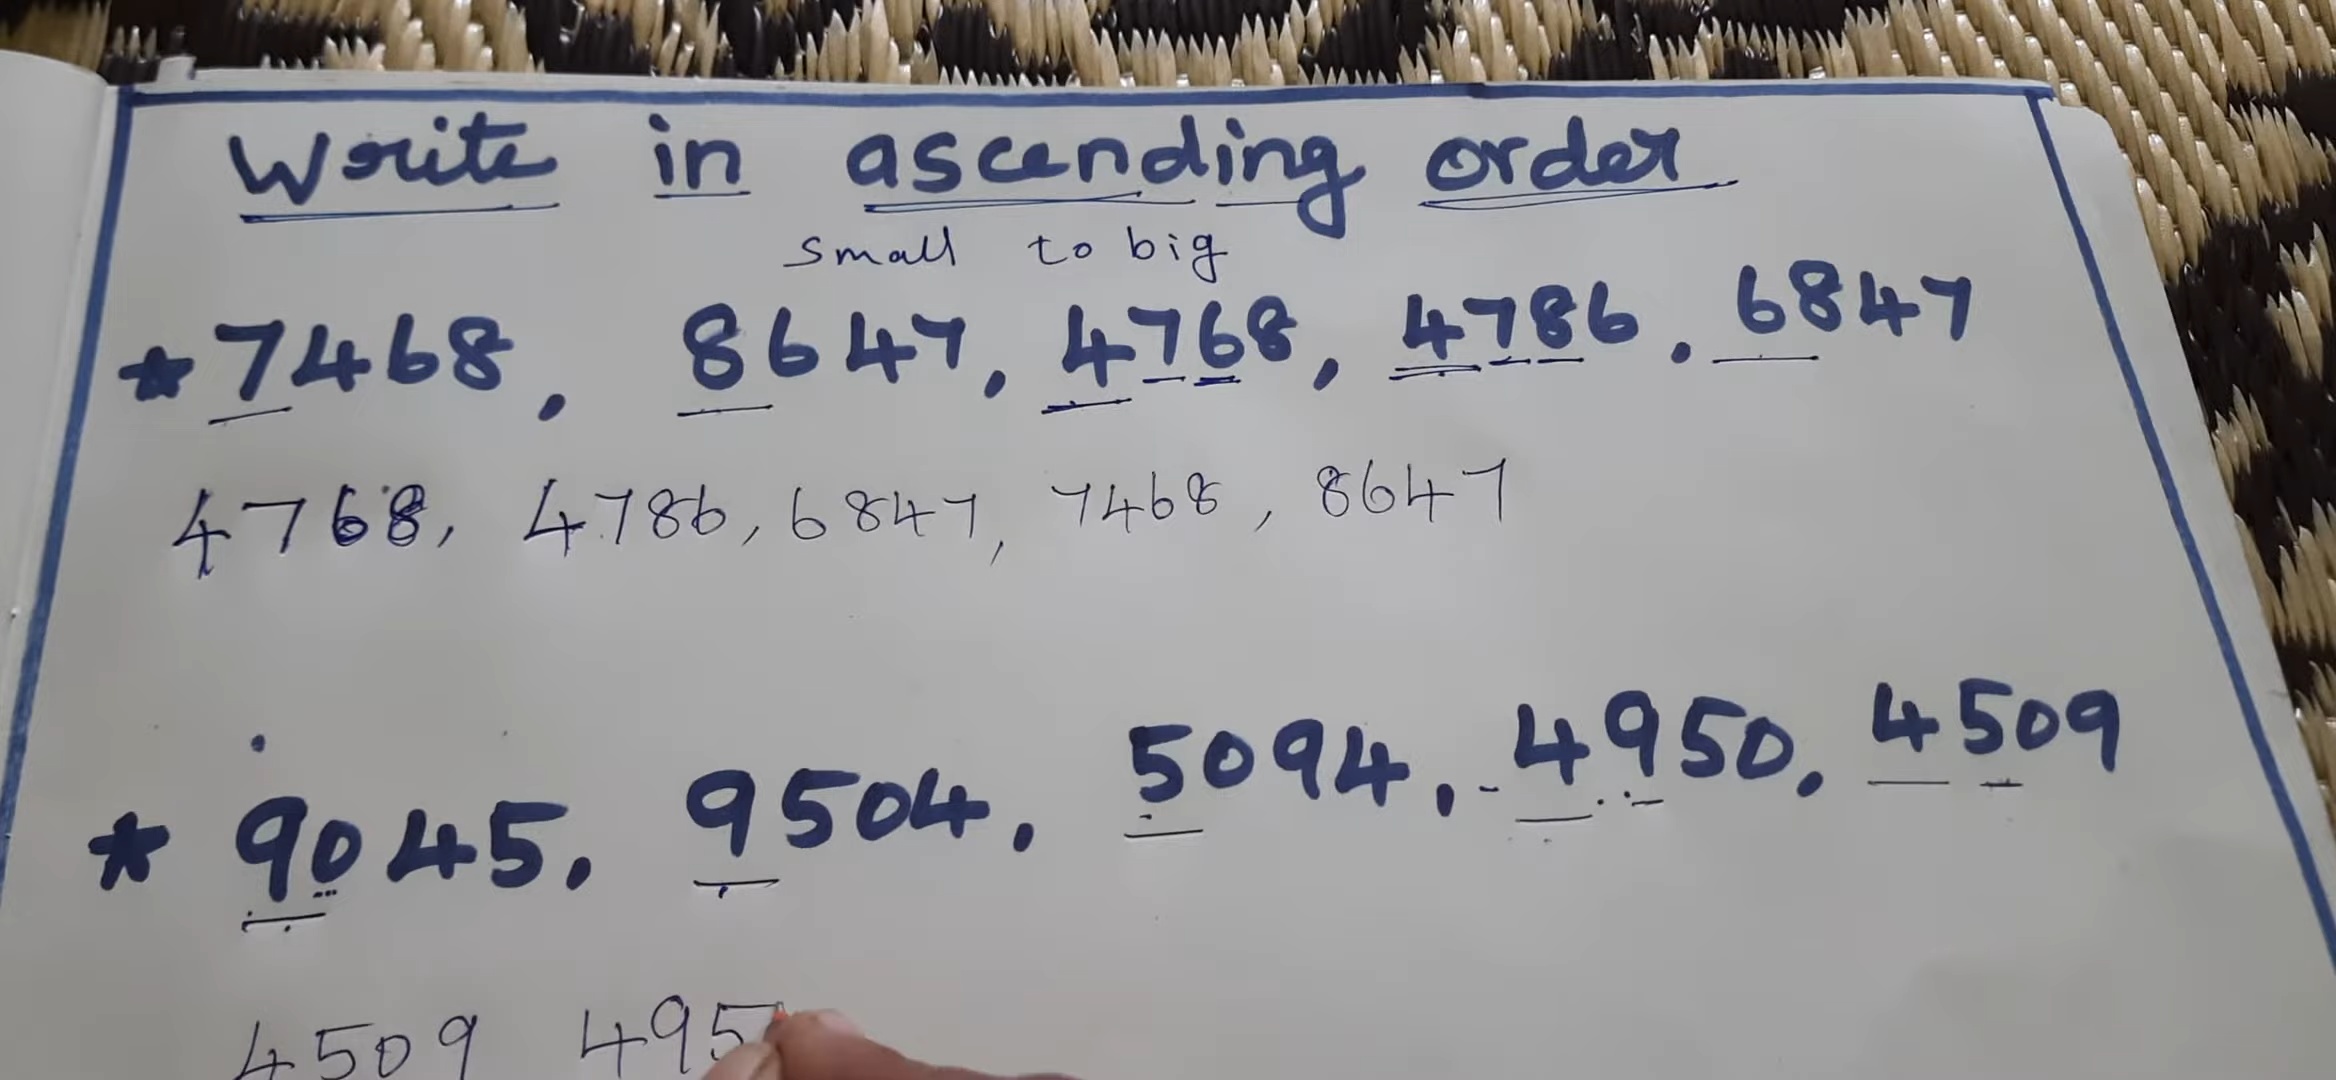 Write in ascending order
small to big
* 7468, 8647, 4768, 4786, 6847
4768, 4786, 6847, 7468, 8647
* 9045, 9504, 5094, 4950, 4509
4509 495